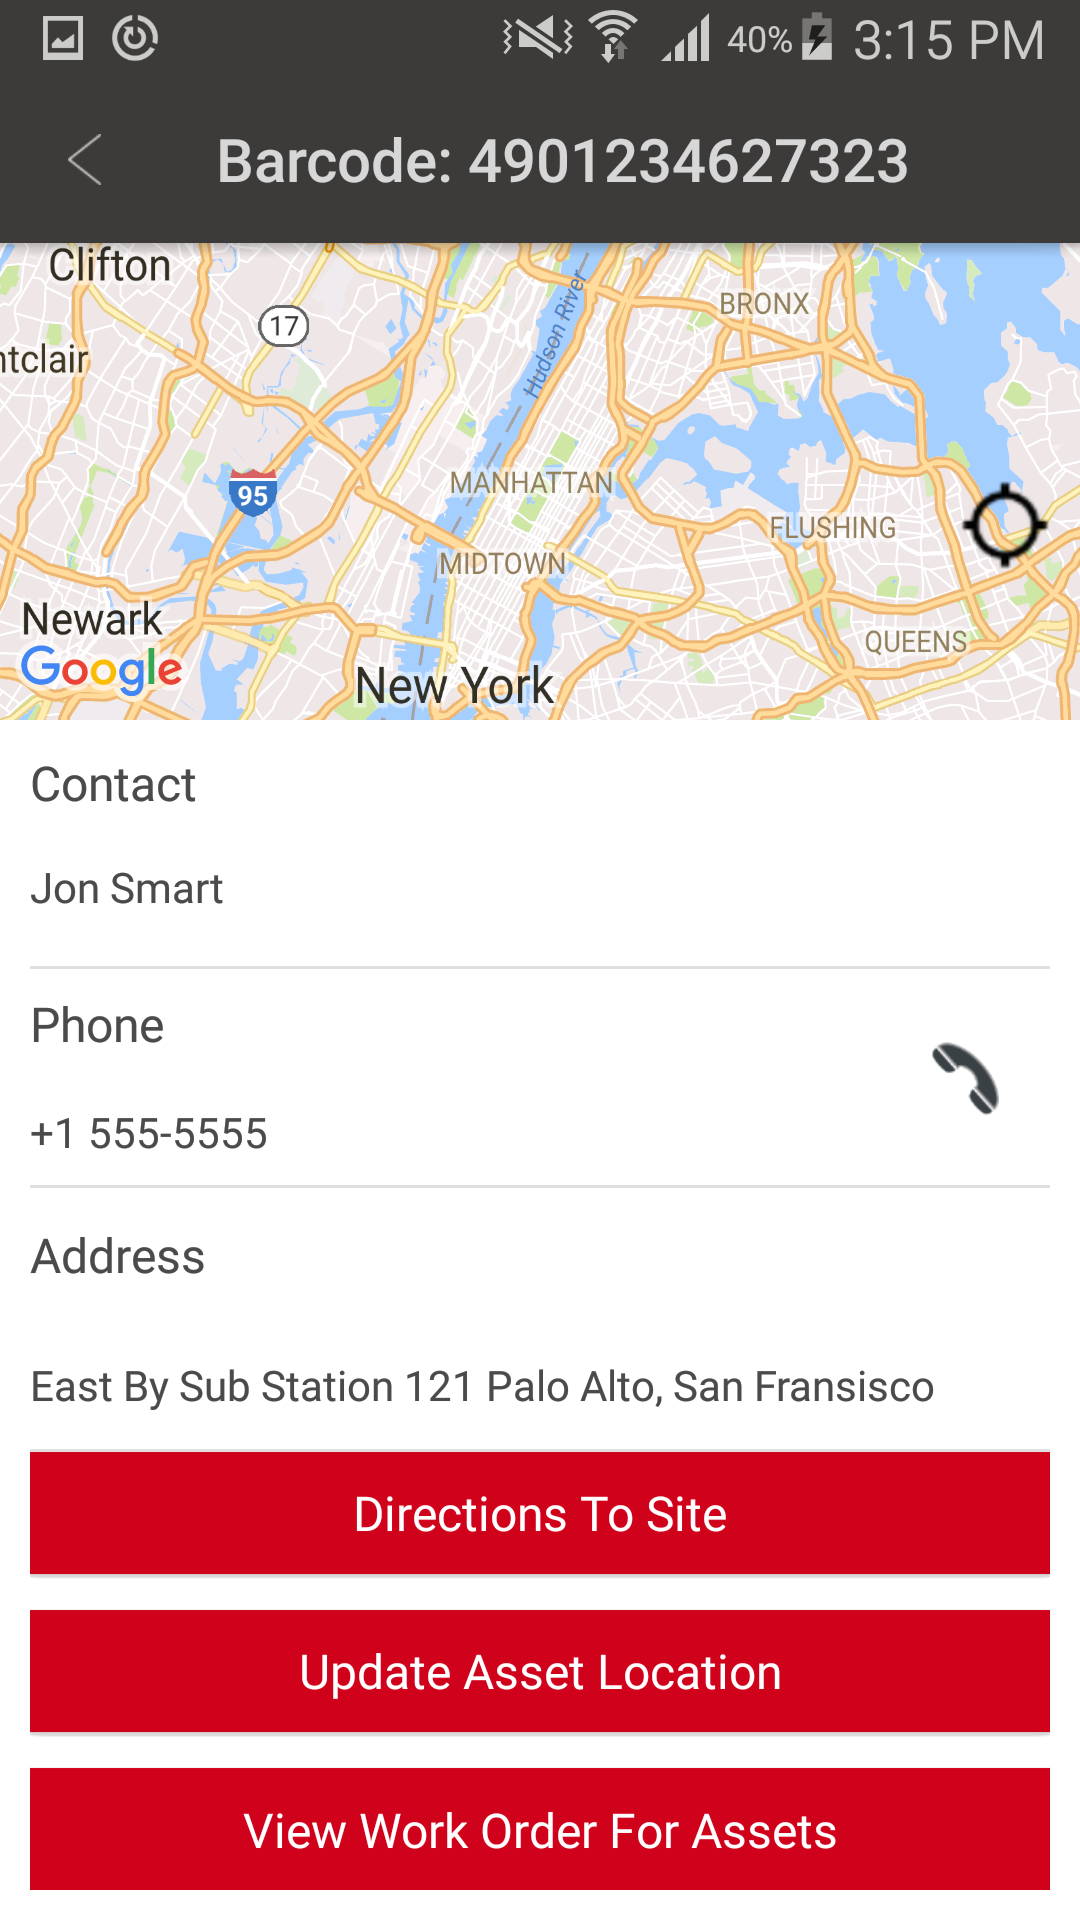 40% 3:15 PM
Barcode: 4901234627323
Clifton
BRONX
17
Hudson River
ntclair
MANHATTAN
95
FLUSHING
MIDTOWN
Newark
QUEENS
Google
New York
Contact
Jon Smart
Phone
+1 555-5555
Address
East By Sub Station 121 Palo Alto, San Fransisco
Directions To Site
Update Asset Location
View Work Order For Assets